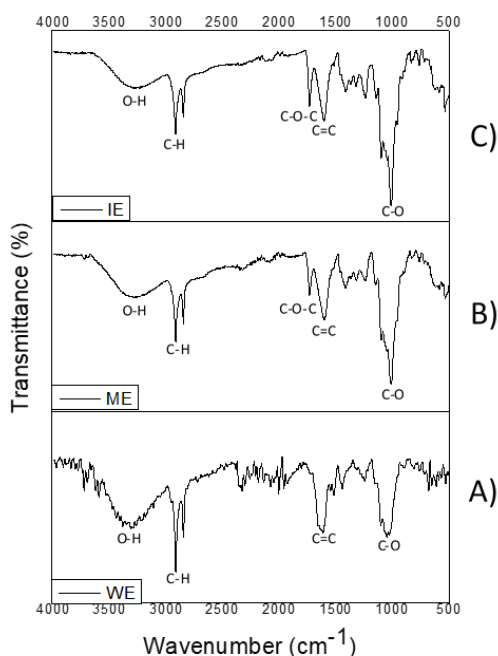 4000 3500 3000 2500 2000 1500 1000 500
O-H
C-H
C-O-C
C=C
C-O
IE
C)
O-H
C-H
C-O-C
C=C
C-O
ME
B)
O-H
C-H
C=C
C-O
WE
A)
4000 3500 3000 2500 2000 1500 1000 500
Transmittance (%)
Wavenumber (cm⁻¹)